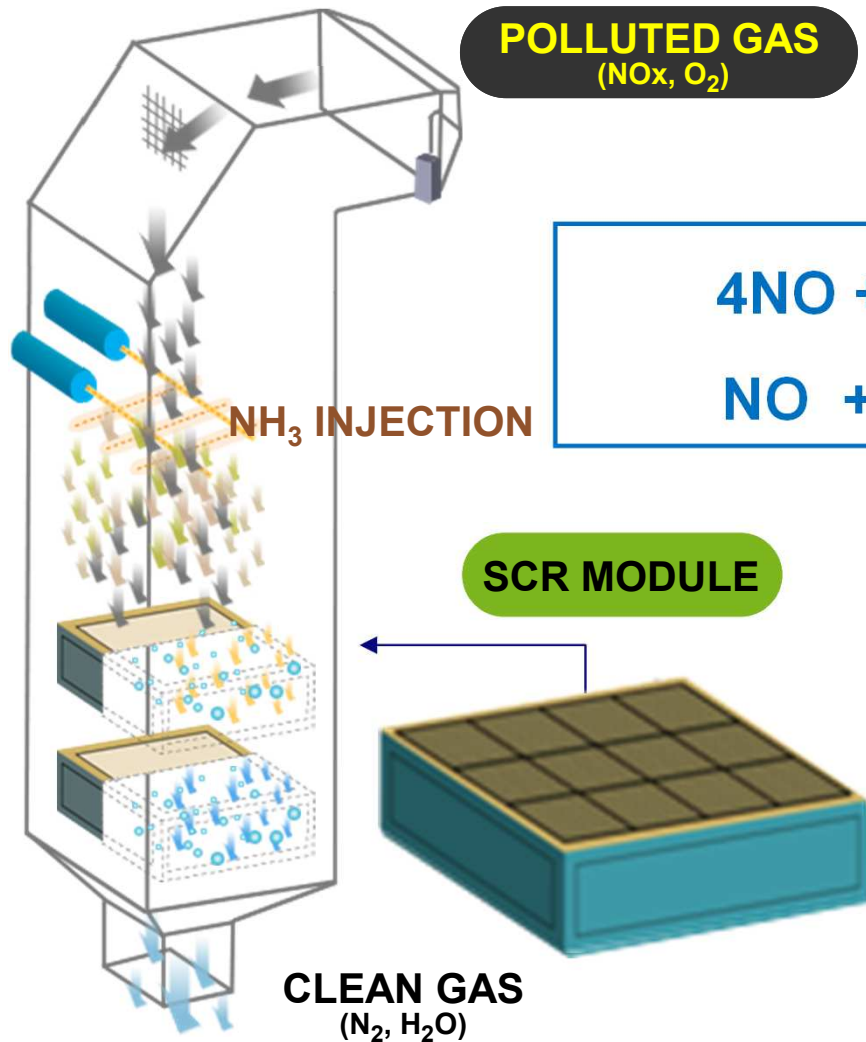 POLLUTED GAS
(NOx, O₂)
4NO
NO +
NH₃ INJECTION
SCR MODULE
CLEAN GAS
(N₂, H₂O)